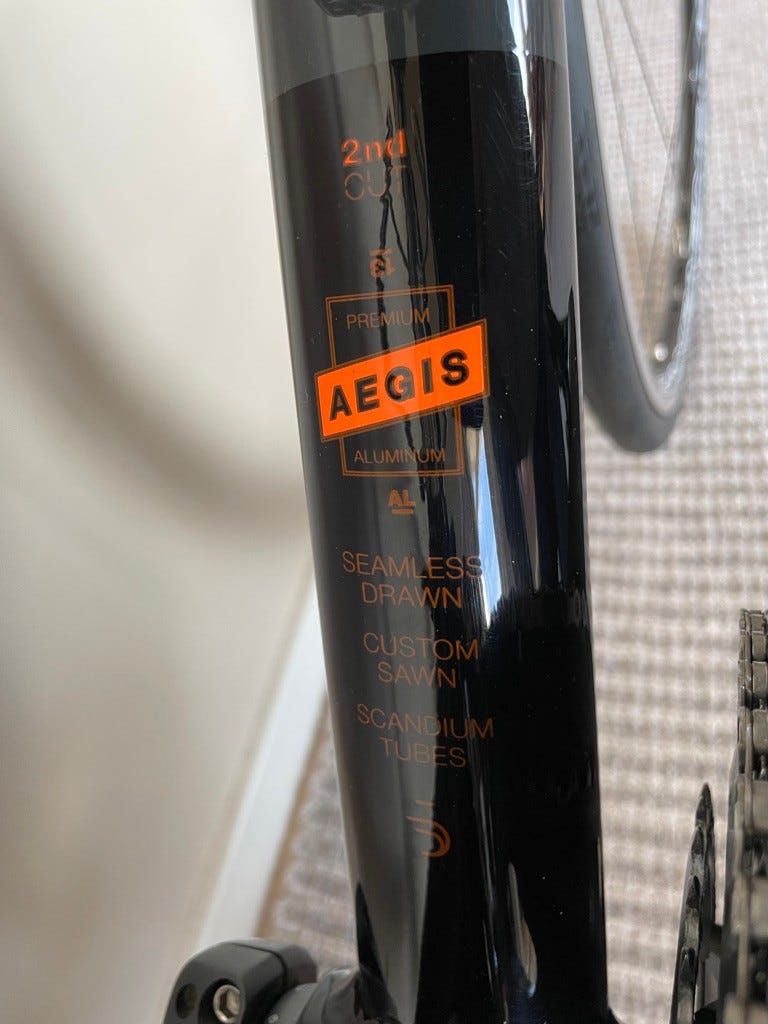 2nd
CUT
PREMIUM
AEGIS
ALUMINUM
AL
SEAMLESS
DRAWN
CUSTOM
SAWN
SCANDIUM
TUBES